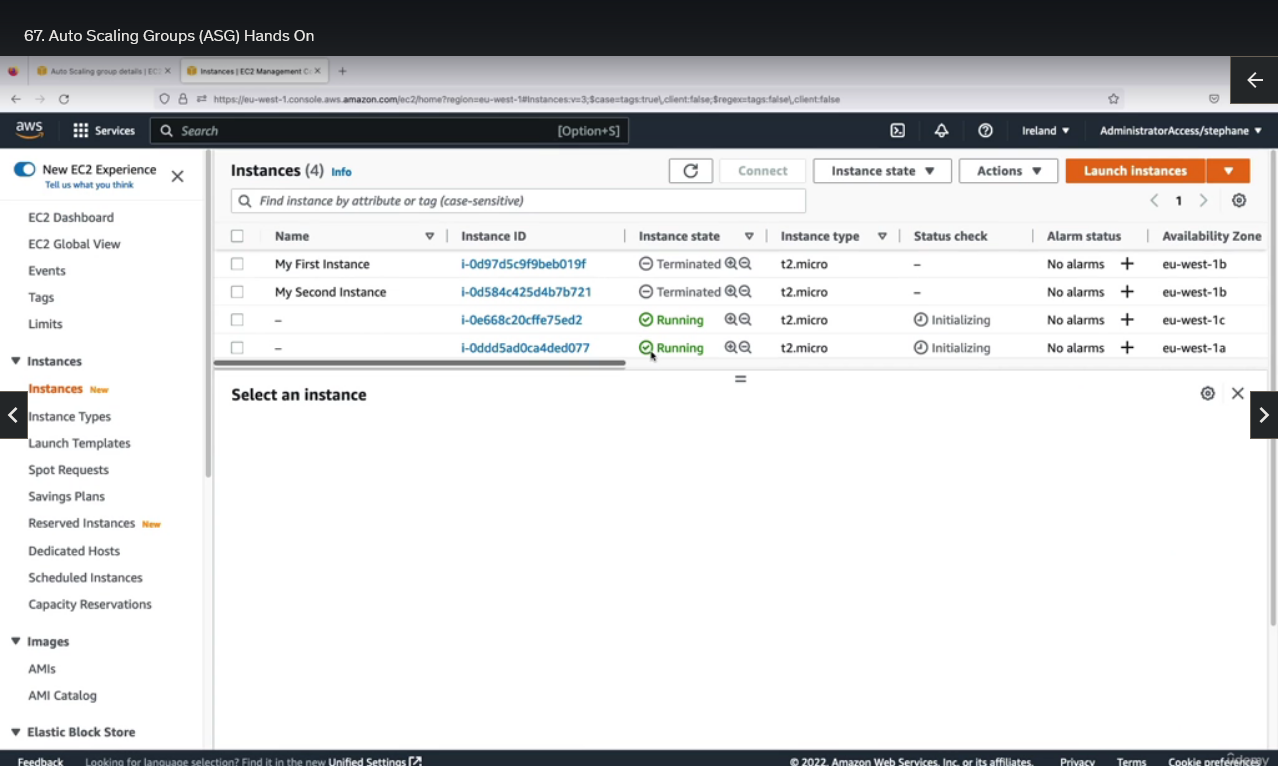 67. Auto Scaling Groups (ASG) Hands On
Auto Scaling group details | EC
Instances | EC2 Management C
https://eu-west-1.console.aws.amazon.com/ec2/home?region=eu-west-1#Instances:v=3;$case=tags:true\,client:false;$regex=tags:false\,client:false
aws Services Search [Option+S] Ireland AdministratorAccess/stephane
New EC2 Experience
Tell us what you think
EC2 Dashboard
EC2 Global View
Events
Tags
Limits
Instances
Instances New
Instance Types
Launch Templates
Spot Requests
Savings Plans
Reserved Instances New
Dedicated Hosts
Scheduled Instances
Capacity Reservations
Images
AMIs
AMI Catalog
Elastic Block Store
Instances (4) Info Connect Instance state Actions Launch instances
Find instance by attribute or tag (case-sensitive) 1
Name Instance ID Instance state Instance type Status check Alarm status Availability Zone
My First Instance i-0d97d5c9f9beb019f Terminated t2.micro – No alarms + eu-west-1b
My Second Instance i-0d584c425d4b7b721 Terminated t2.micro – No alarms + eu-west-1b
– i-0e668c20cffe75ed2 Running t2.micro Initializing No alarms + eu-west-1c
– i-0ddd5ad0ca4ded077 Running t2.micro Initializing No alarms + eu-west-1a
Select an instance
Feedback Looking for language selection? Find it in the new Unified Settings © 2022, Amazon Web Services, Inc. or its affiliates. Privacy Terms Cookie preferences
Udemy